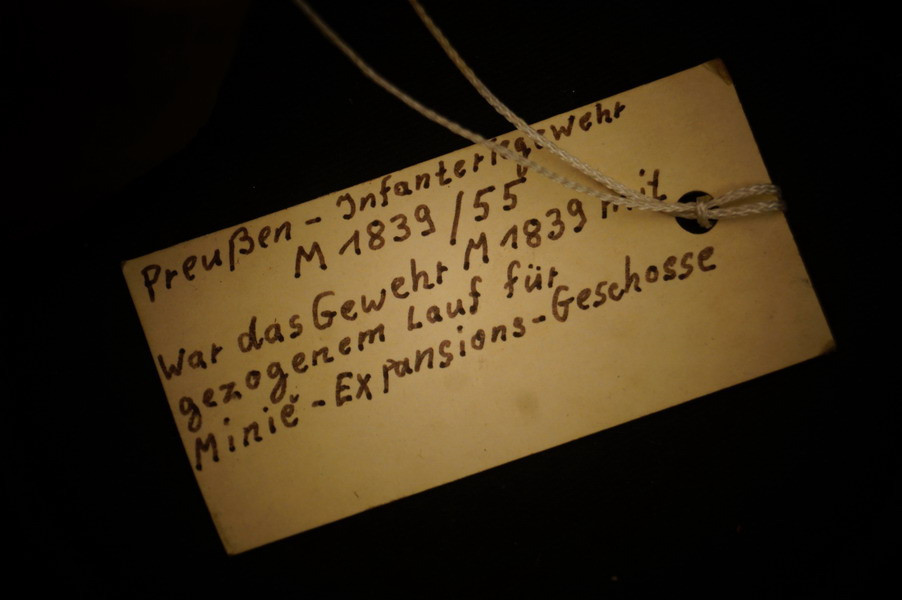 Preußen - Infanteriegewehr
M 1839/55
War das Gewehr M 1839 mit
gezogenem Lauf für
Minié - Expansions-Geschosse